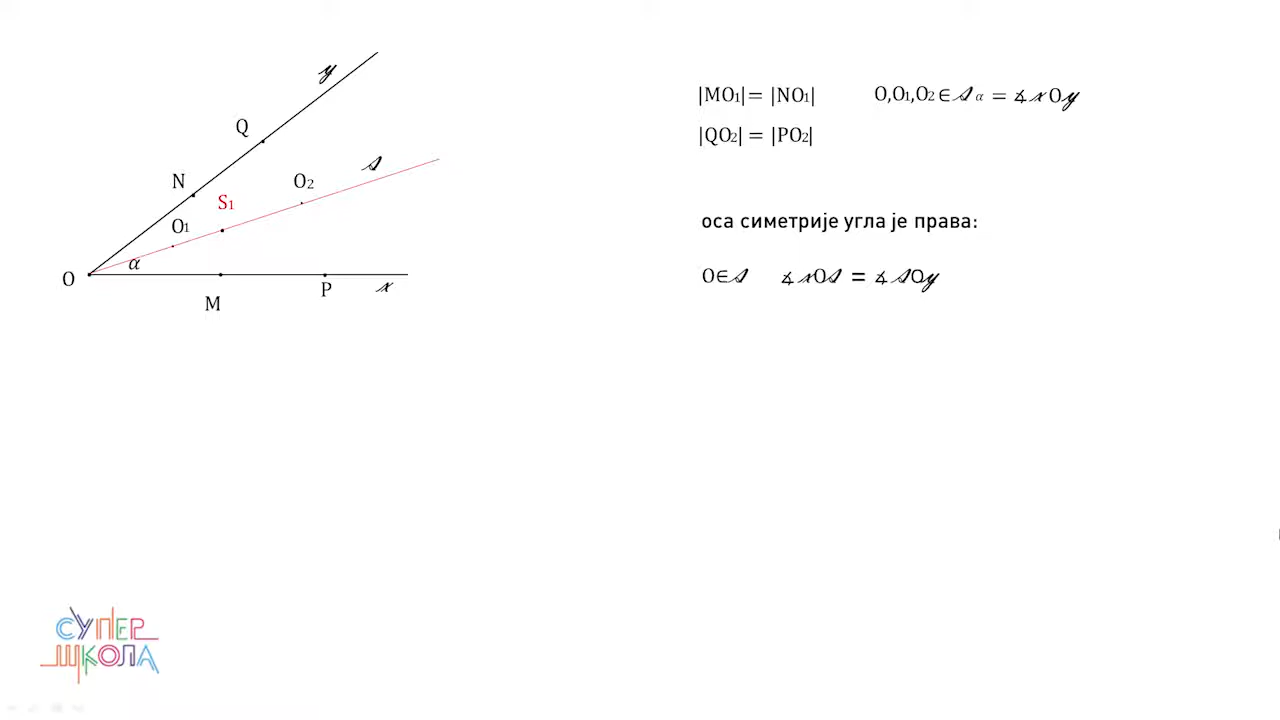 y
Q
s
N
O₂
S₁
O₁
α
O
P
x
M
|MO₁| = |NO₁| O,O₁,O₂ ∈ s α = ∡ xOy
|QO₂| = |PO₂|
оса симетрије угла је права:
O∈s ∡ xOs = ∡ sOy
СУПЕР
ШКОЛА